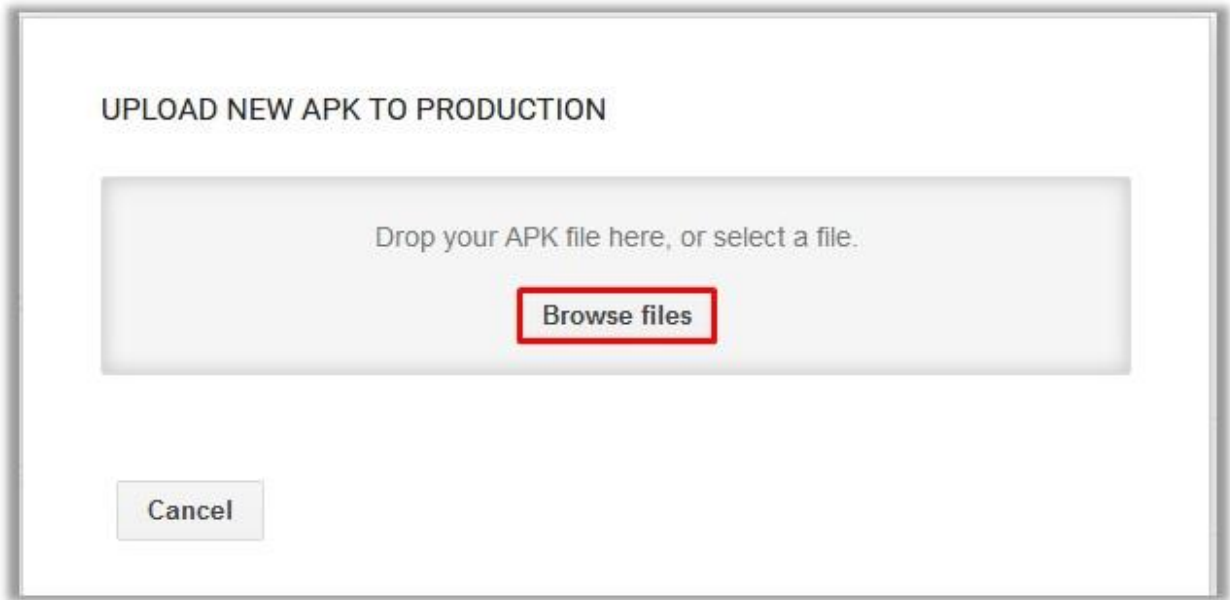 UPLOAD NEW APK TO PRODUCTION
Drop your APK file here, or select a file.
Browse files
Cancel